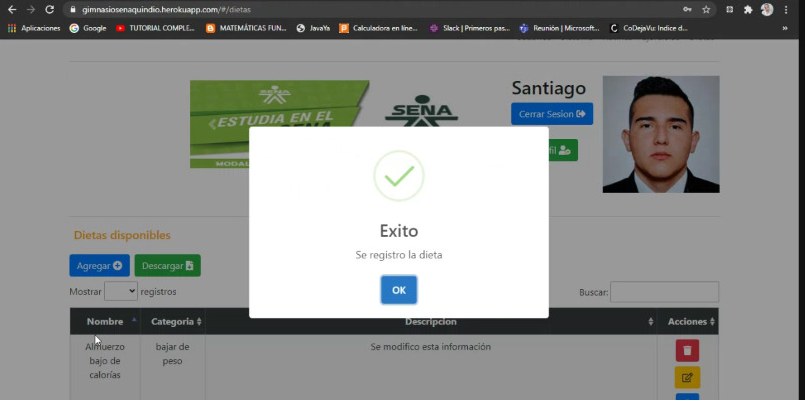 gimnasiosenaquindio.herokuapp.com/#/dietas
Aplicaciones Google TUTORIAL COMPLE... MATEMÁTICAS FUN... JavaYa Calculadora en líne... Slack | Primeros pas... Reunión | Microsoft... CoDejaVu: Indice d... »
ESTUDIA EN EL
SENA
MODAL
SENA
Santiago
Cerrar Sesion
fil
Exito
Se registro la dieta
OK
Dietas disponibles
Agregar Descargar
Mostrar registros Buscar:
Nombre Categoria Descripcion Acciones
Almuerzo bajo de calorías
bajar de peso
Se modifico esta información